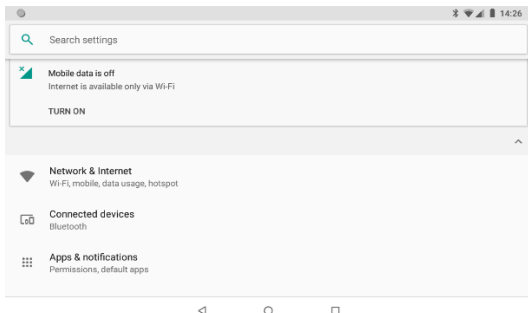 14:26
Search settings
Mobile data is off
Internet is available only via Wi-Fi
TURN ON
Network & Internet
Wi-Fi, mobile, data usage, hotspot
Connected devices
Bluetooth
Apps & notifications
Permissions, default apps